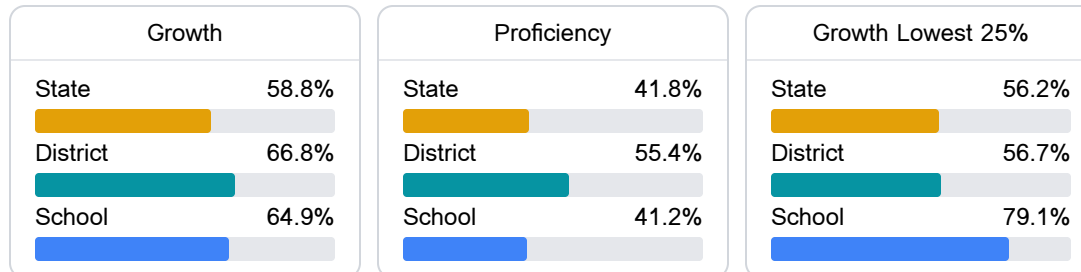 Growth
State 58.8%
District 66.8%
School 64.9%
Proficiency
State 41.8%
District 55.4%
School 41.2%
Growth Lowest 25%
State 56.2%
District 56.7%
School 79.1%